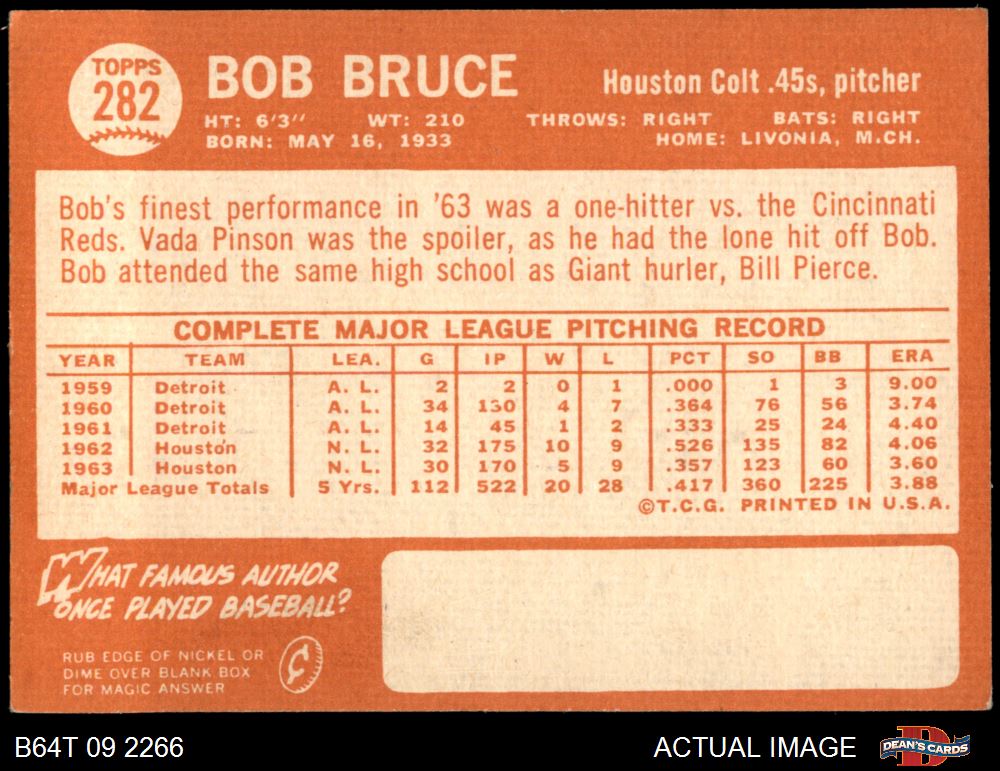 TOPPS
282
BOB BRUCE
Houston Colt .45s, pitcher
HT: 6'3" WT: 210 THROWS: RIGHT BATS: RIGHT
BORN: MAY 16, 1933 HOME: LIVONIA, M.CH.
Bob's finest performance in '63 was a one-hitter vs. the Cincinnati
Reds. Vada Pinson was the spoiler, as he had the lone hit off Bob.
Bob attended the same high school as Giant hurler, Bill Pierce.
COMPLETE MAJOR LEAGUE PITCHING RECORD
YEAR TEAM LEA. G IP W L PCT SO BB ERA
1959 Detroit A. L. 2 2 0 1 .000 1 3 9.00
1960 Detroit A. L. 34 130 4 7 .364 76 56 3.74
1961 Detroit A. L. 14 45 1 2 .333 25 24 4.40
1962 Houston N. L. 32 175 10 9 .526 135 82 4.06
1963 Houston N. L. 30 170 5 9 .357 123 60 3.60
Major League Totals 5 Yrs. 112 522 20 28 .417 360 225 3.88
©T.C.G. PRINTED IN U.S.A.
WHAT FAMOUS AUTHOR
ONCE PLAYED BASEBALL?
RUB EDGE OF NICKEL OR
DIME OVER BLANK BOX
FOR MAGIC ANSWER
¢
B64T 09 2266
ACTUAL IMAGE
DEAN'S CARDS